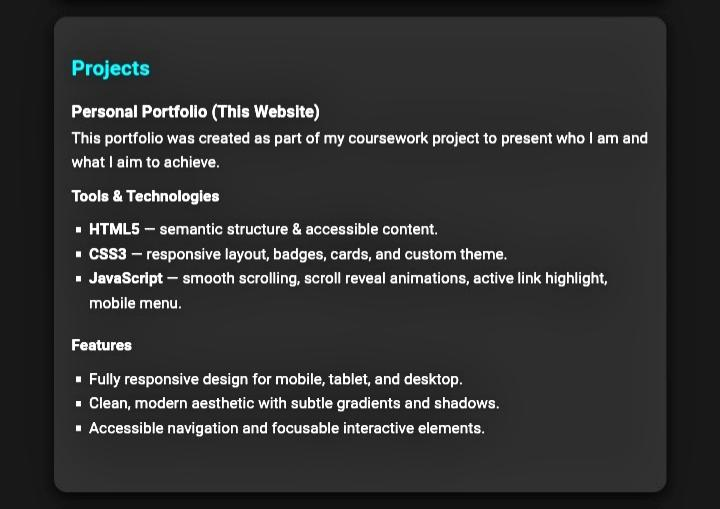 Projects
Personal Portfolio (This Website)
This portfolio was created as part of my coursework project to present who I am and
what I aim to achieve.
Tools & Technologies
▪ HTML5 — semantic structure & accessible content.
▪ CSS3 — responsive layout, badges, cards, and custom theme.
▪ JavaScript — smooth scrolling, scroll reveal animations, active link highlight,
mobile menu.
Features
▪ Fully responsive design for mobile, tablet, and desktop.
▪ Clean, modern aesthetic with subtle gradients and shadows.
▪ Accessible navigation and focusable interactive elements.